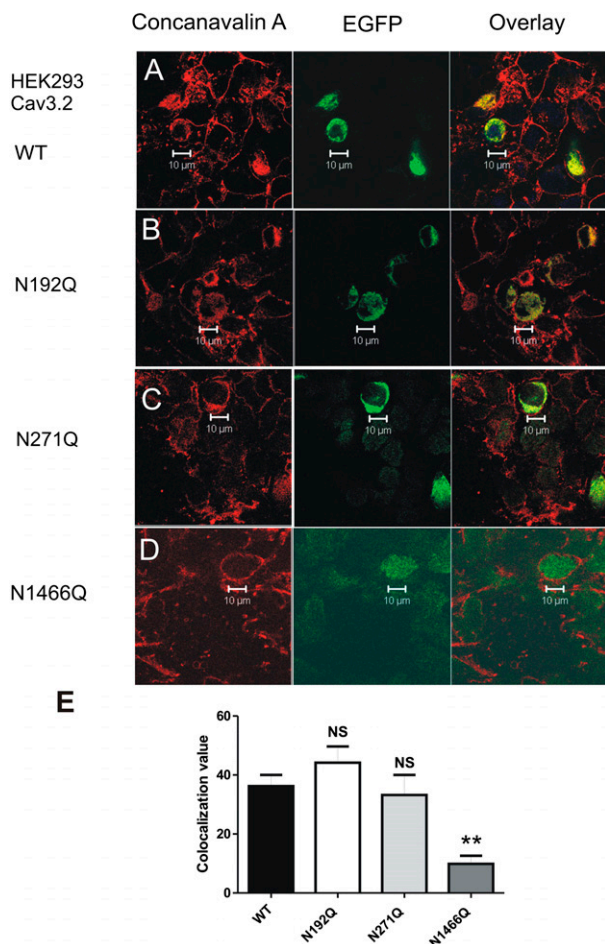 Concanavalin A EGFP Overlay
HEK293
Cav3.2
WT
A
10 µm 10 µm 10 µm
N192Q
B
10 µm 10 µm 10 µm
N271Q
C
10 µm 10 µm 10 µm
N1466Q
D
10 µm 10 µm 10 µm
E
Colocalization value
60
40
20
0
NS
NS
**
WT
N192Q
N271Q
N1466Q